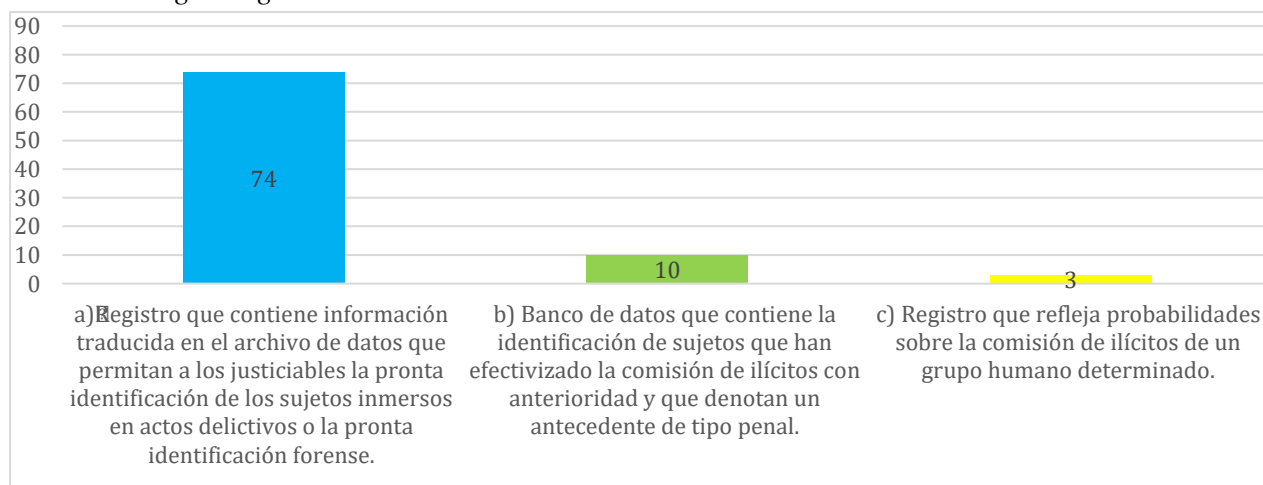 90
80
70
60
50
40
30
20
10
0
74
10
3
a) Registro que contiene información
traducida en el archivo de datos que
permitan a los justiciables la pronta
identificación de los sujetos inmersos
en actos delictivos o la pronta
identificación forense.
b) Banco de datos que contiene la
identificación de sujetos que han
efectivizado la comisión de ilícitos con
anterioridad y que denotan un
antecedente de tipo penal.
c) Registro que refleja probabilidades
sobre la comisión de ilícitos de un
grupo humano determinado.